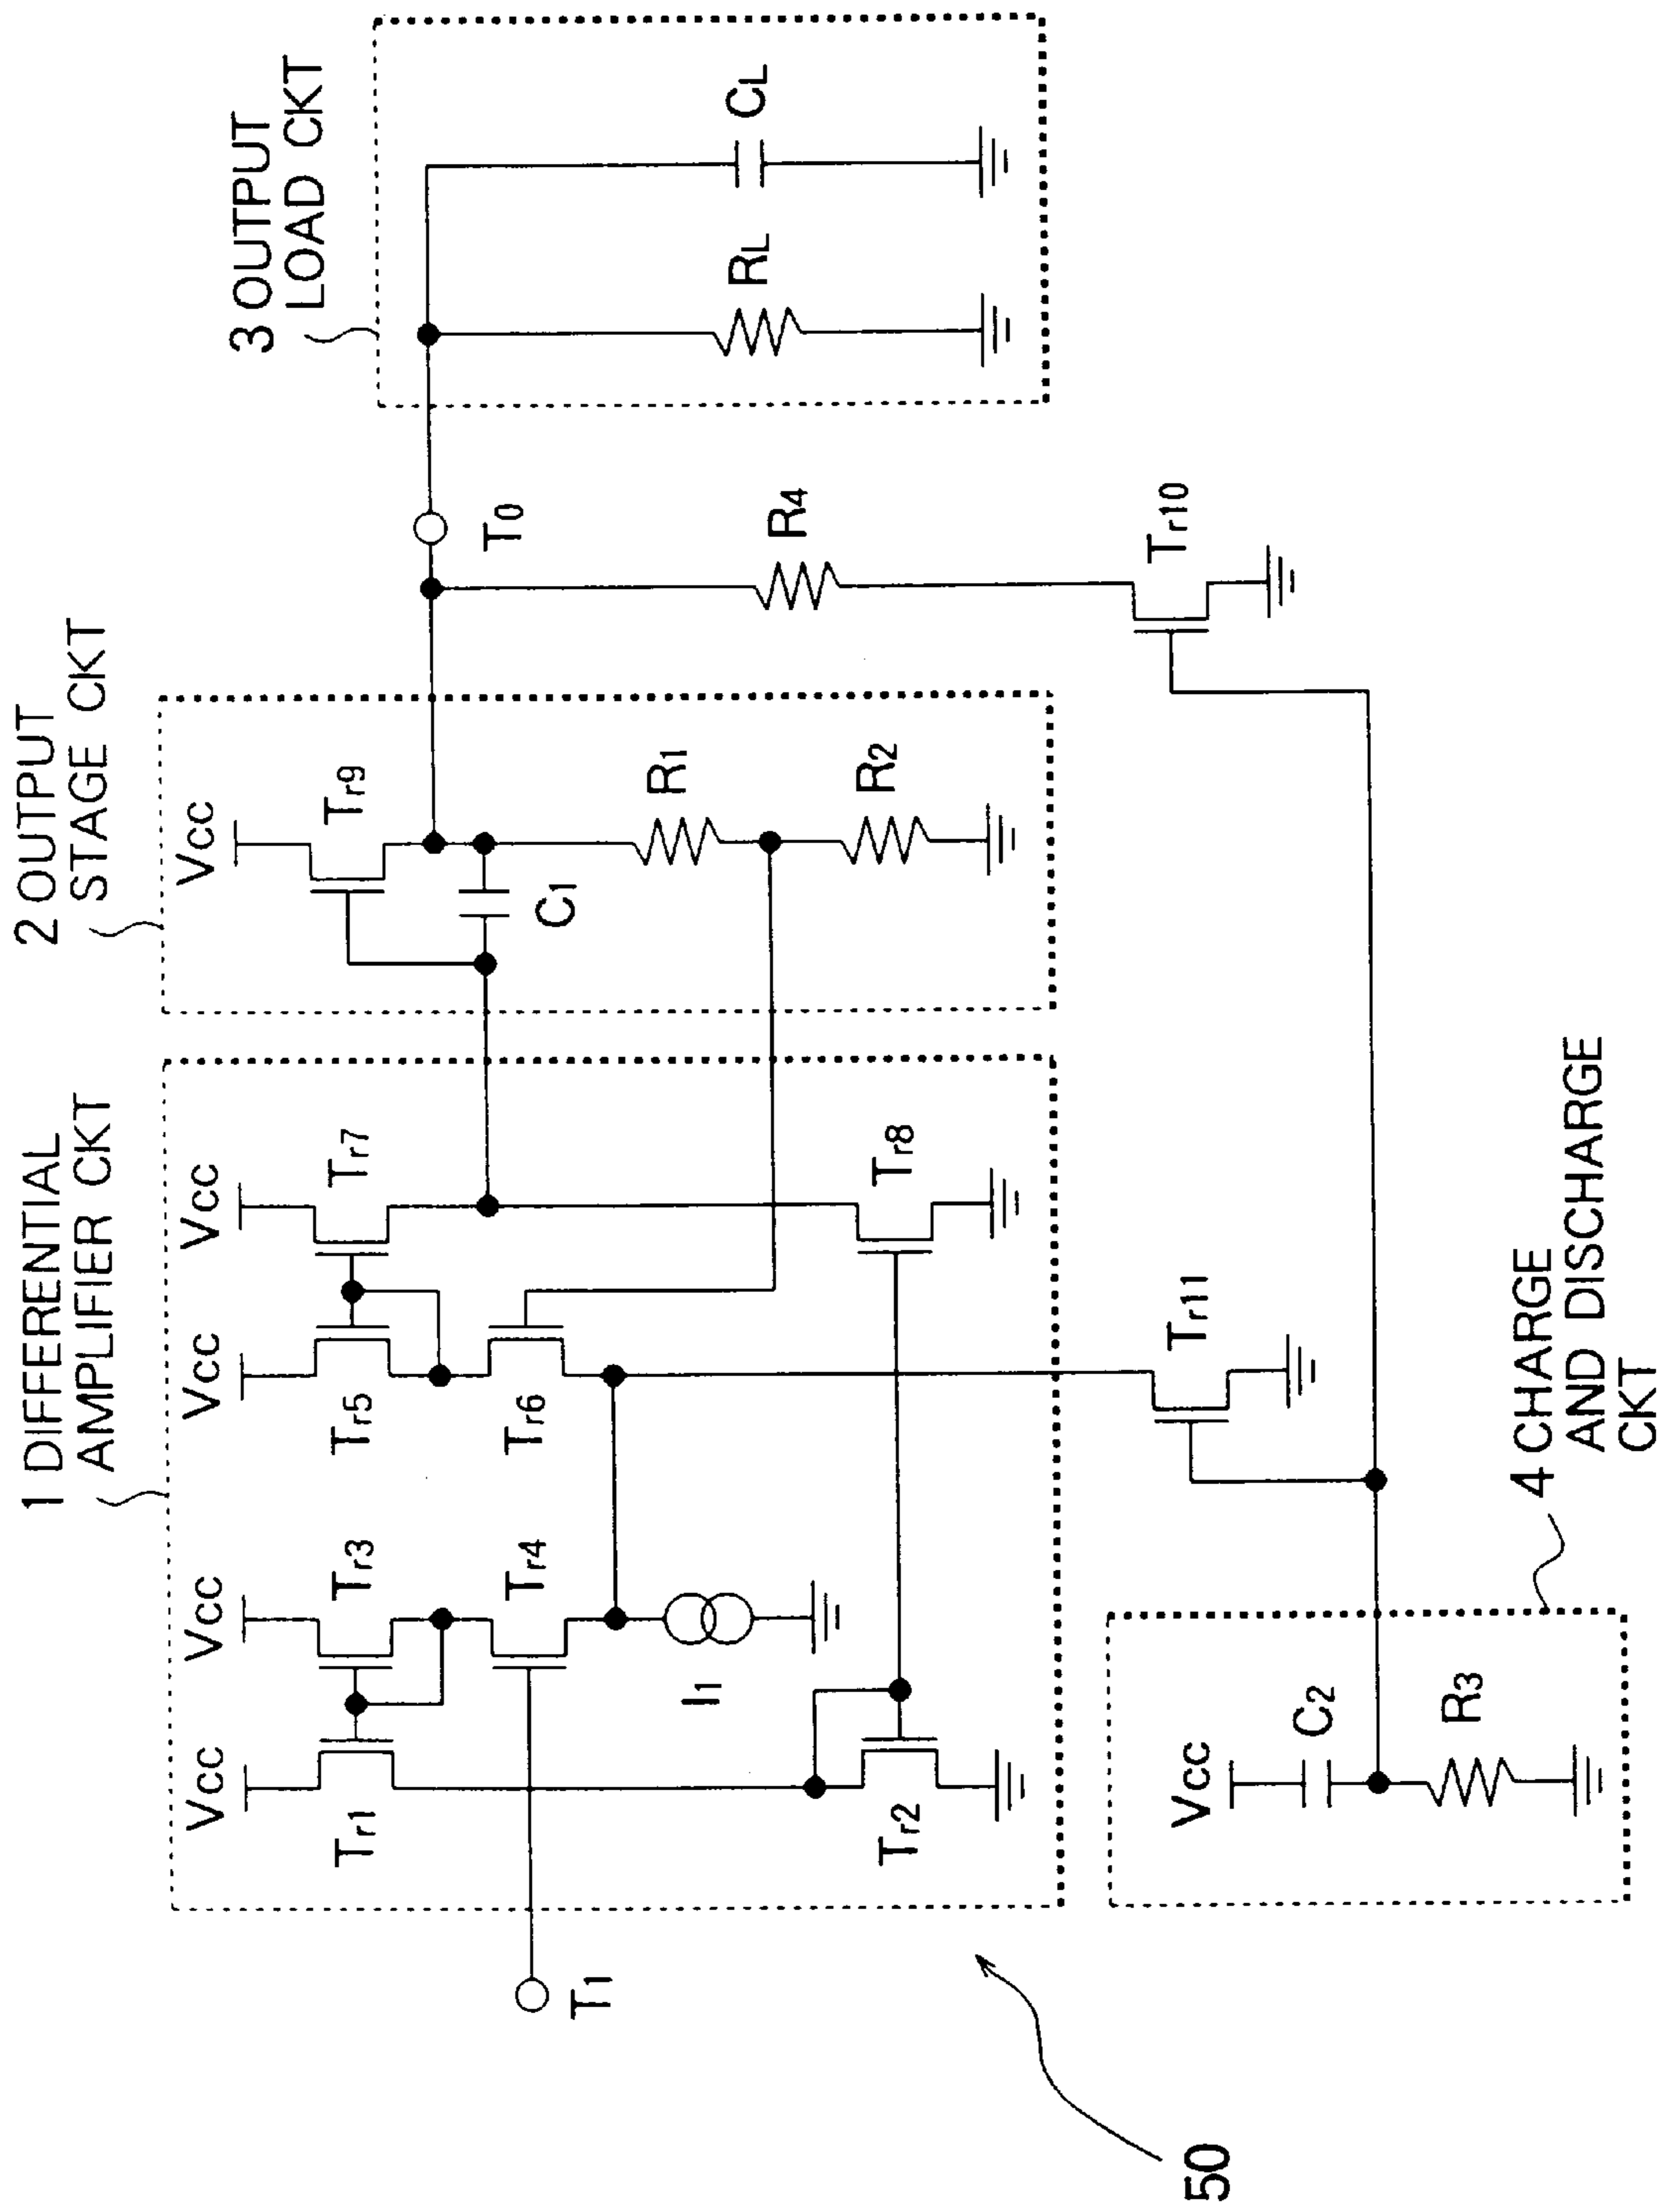 1 DIFFERENTIAL
AMPLIFIER CKT
2 OUTPUT
STAGE CKT
3 OUTPUT
LOAD CKT
Vcc
Vcc
Vcc
Vcc
Vcc
Tr1
Tr3
Tr5
Tr7
Tr9
T1
Tr4
Tr6
C1
T0
I1
R1
R4
RL
CL
Tr2
Tr8
R2
Vcc
C2
R3
Tr11
Tr10
4 CHARGE
AND DISCHARGE
CKT
50